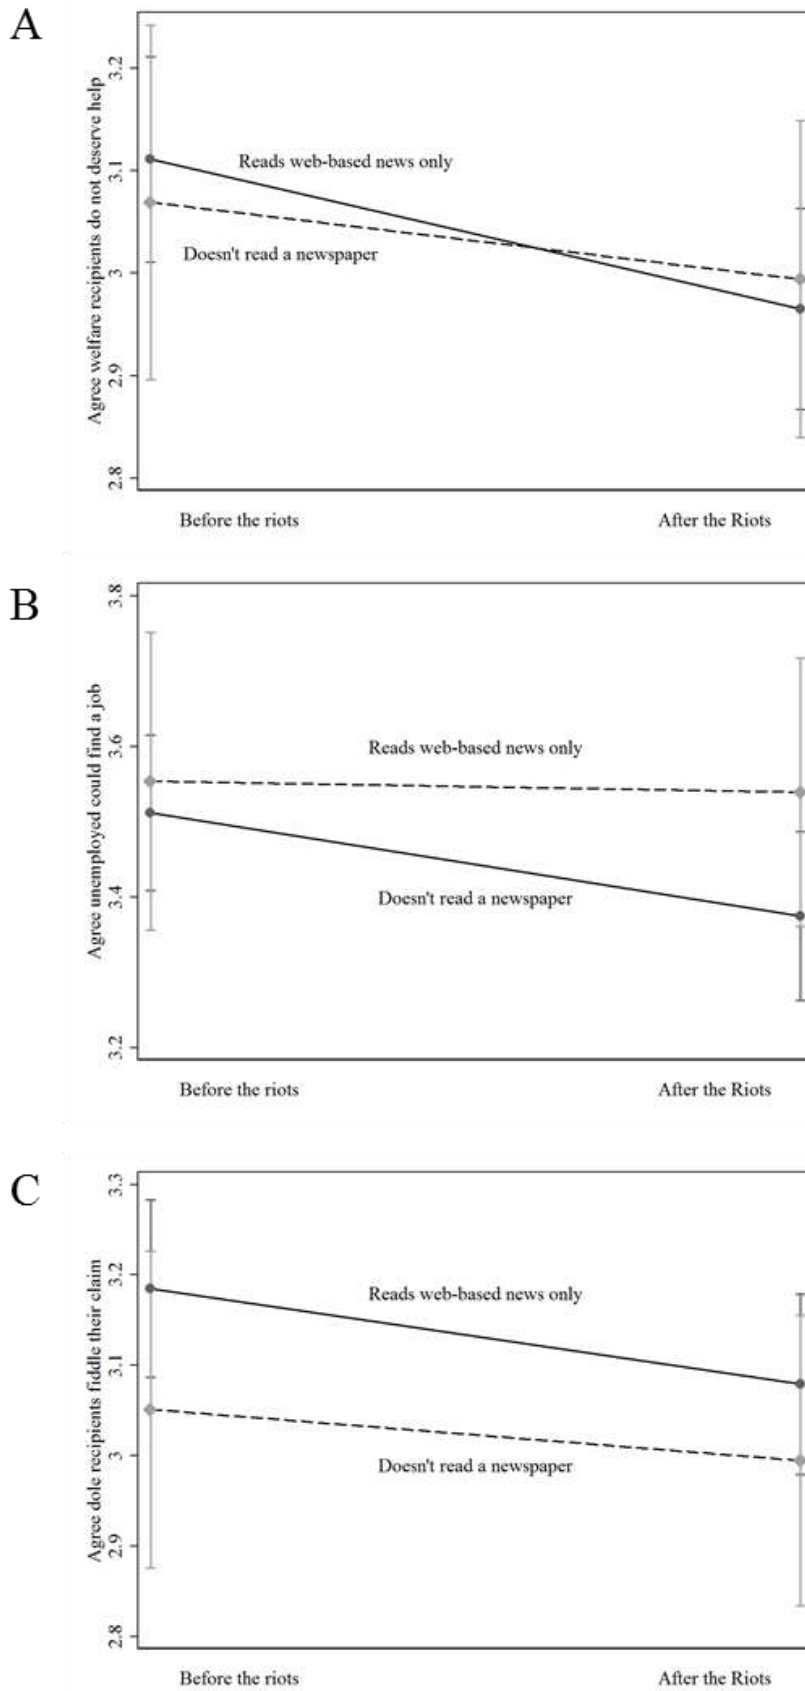 A
Agree welfare recipients do not deserve help
3.2
3.1
3
2.9
2.8
Reads web-based news only
Doesn't read a newspaper
Before the riots
After the Riots
B
Agree unemployed could find a job
3.8
3.6
3.4
3.2
Reads web-based news only
Doesn't read a newspaper
Before the riots
After the Riots
C
Agree dole recipients fiddle their claim
3.3
3.2
3.1
3
2.9
2.8
Reads web-based news only
Doesn't read a newspaper
Before the riots
After the Riots